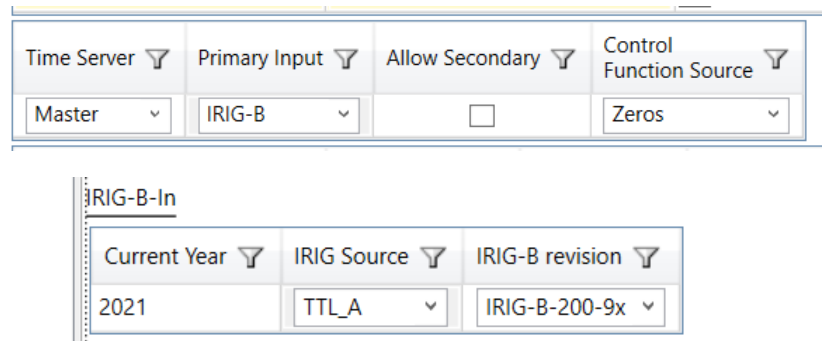 Time Server Primary Input Allow Secondary Control Function Source
Master IRIG-B Zeros
IRIG-B-In
Current Year IRIG Source IRIG-B revision
2021 TTL_A IRIG-B-200-9x